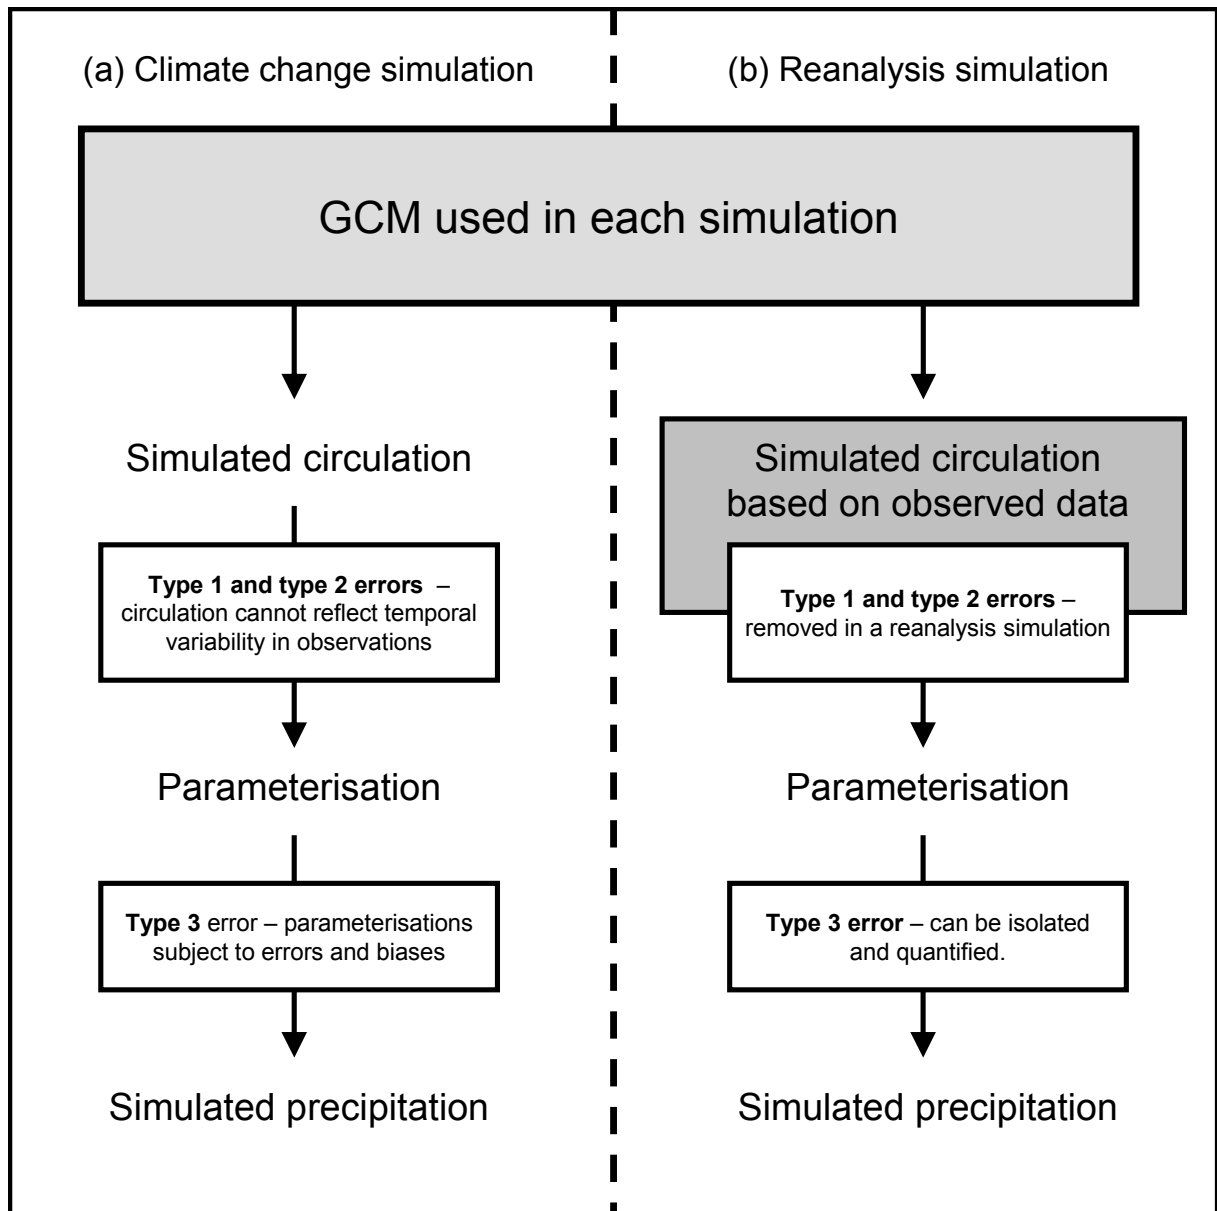 (a) Climate change simulation
(b) Reanalysis simulation
GCM used in each simulation
Simulated circulation
Type 1 and type 2 errors –
circulation cannot reflect temporal
variability in observations
Parameterisation
Type 3 error – parameterisations
subject to errors and biases
Simulated precipitation
Simulated circulation
based on observed data
Type 1 and type 2 errors –
removed in a reanalysis simulation
Parameterisation
Type 3 error – can be isolated
and quantified.
Simulated precipitation